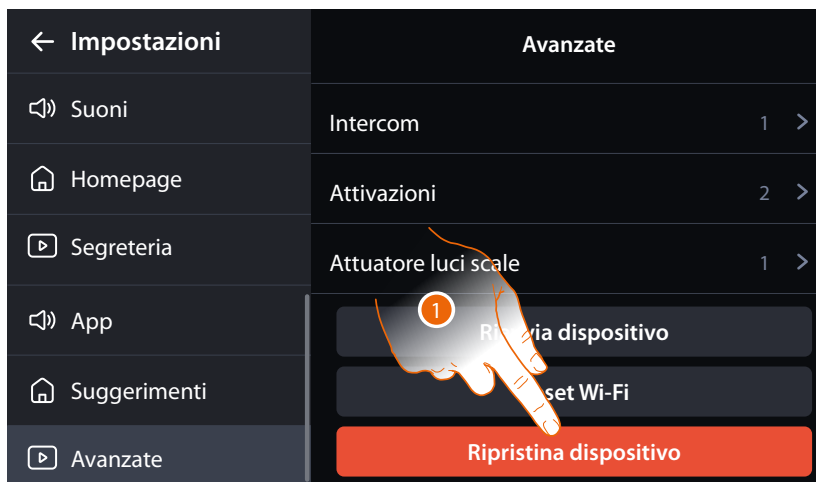 Impostazioni
Suoni
Homepage
Segreteria
App
Suggerimenti
Avanzate
Avanzate
Intercom 1
Attivazioni 2
Attuatore luci scale 1
1
dispositivo
Wi-Fi
Ripristina dispositivo